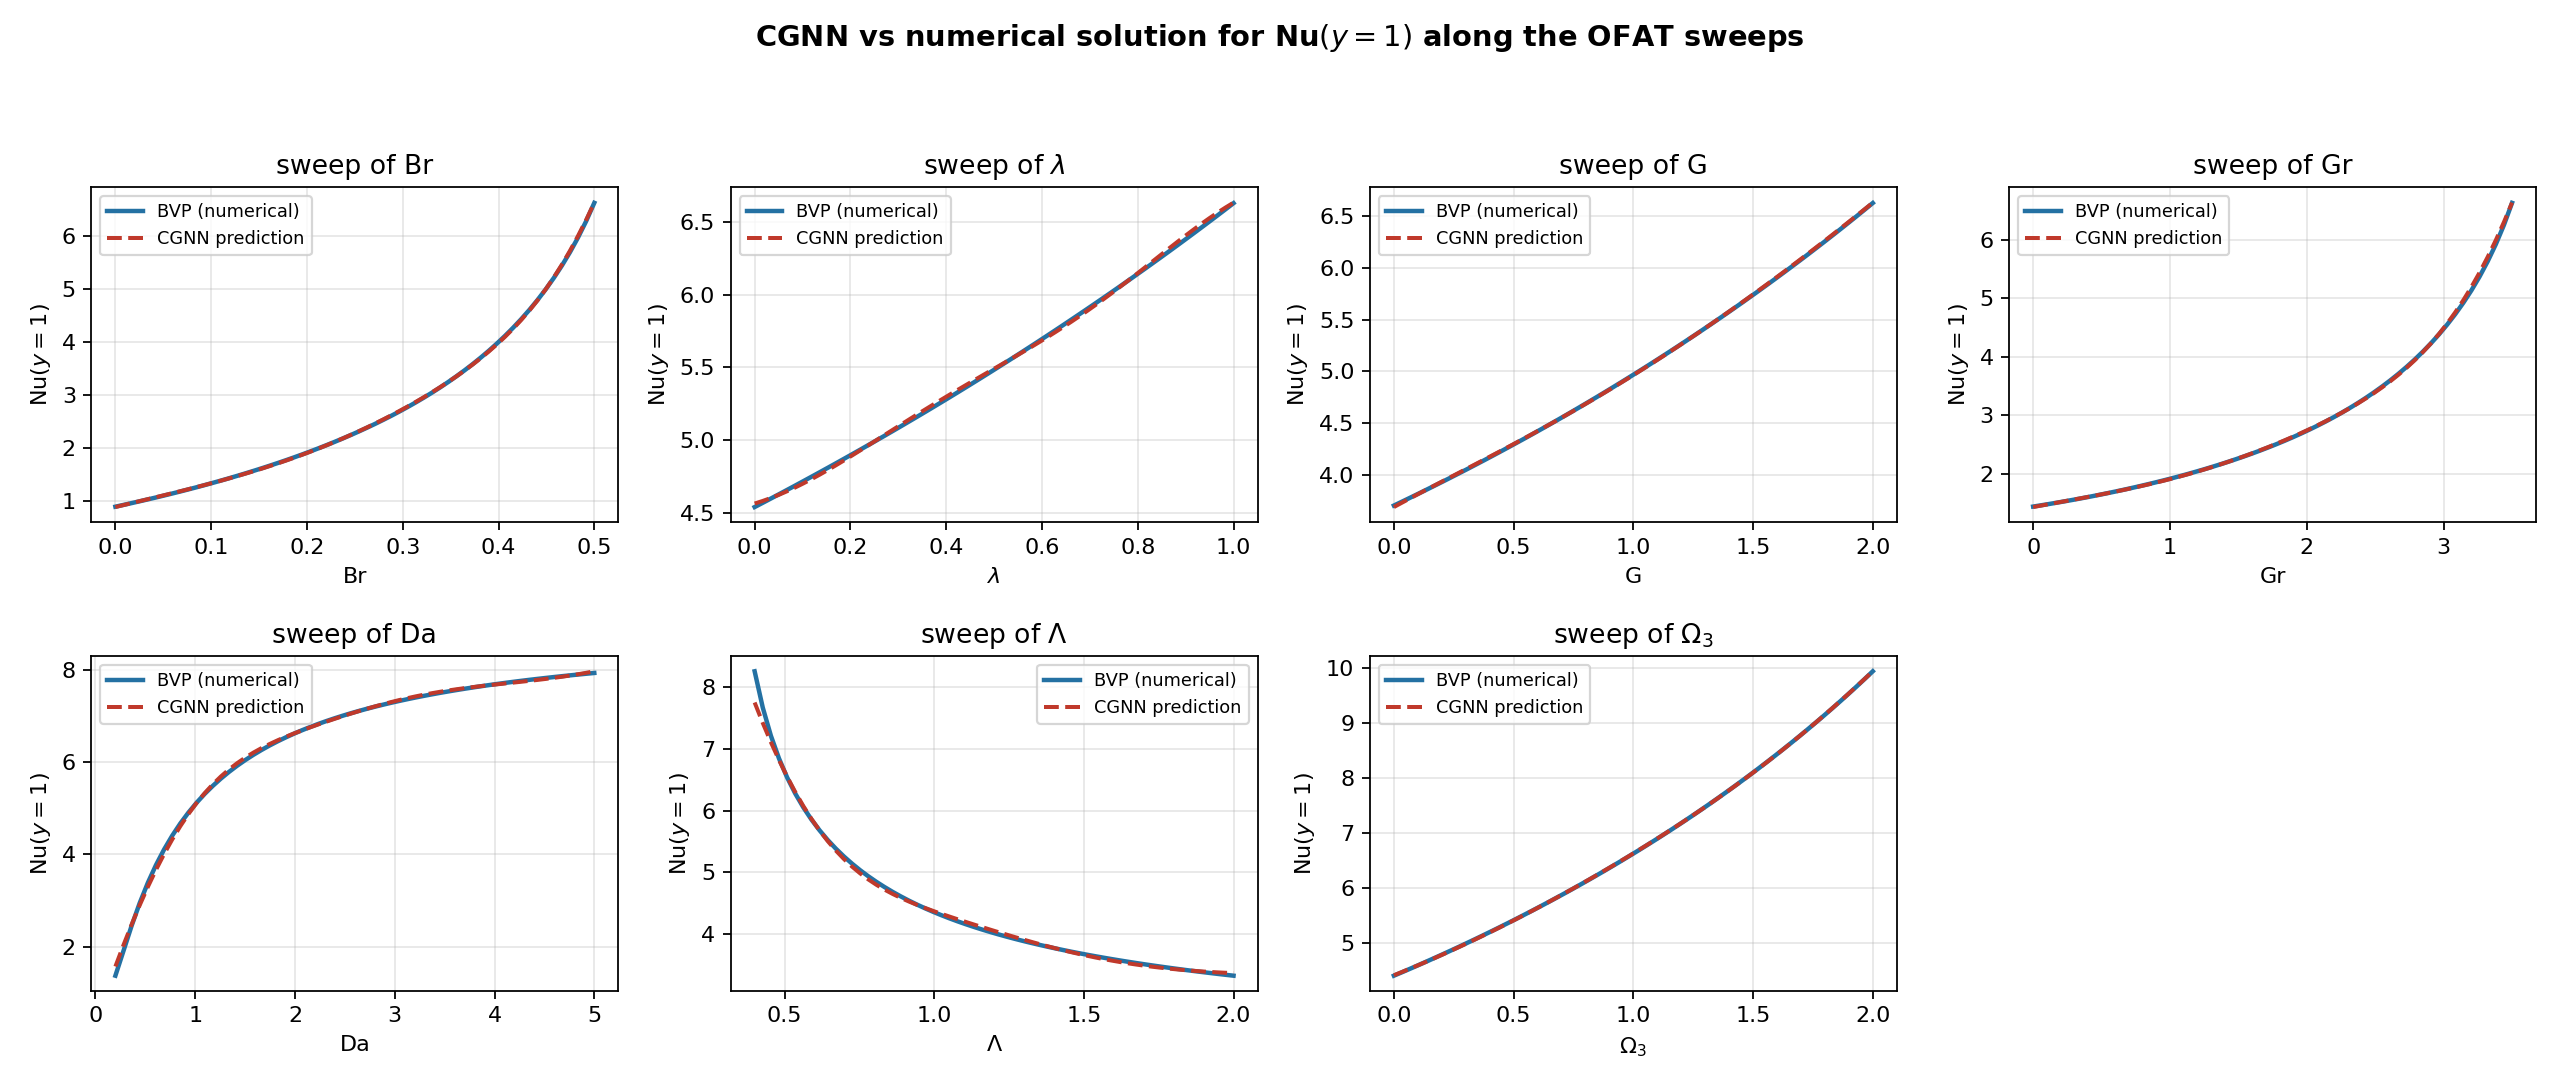 CGNN vs numerical solution for Nu(y = 1) along the OFAT sweeps
sweep of Br
BVP (numerical)
CGNN prediction
Nu(y = 1)
6
5
4
3
2
1
0.0 0.1 0.2 0.3 0.4 0.5
Br
sweep of λ
BVP (numerical)
CGNN prediction
Nu(y = 1)
6.5
6.0
5.5
5.0
4.5
0.0 0.2 0.4 0.6 0.8 1.0
λ
sweep of G
BVP (numerical)
CGNN prediction
Nu(y = 1)
6.5
6.0
5.5
5.0
4.5
4.0
0.0 0.5 1.0 1.5 2.0
G
sweep of Gr
BVP (numerical)
CGNN prediction
Nu(y = 1)
6
5
4
3
2
0 1 2 3
Gr
sweep of Da
BVP (numerical)
CGNN prediction
Nu(y = 1)
8
6
4
2
0 1 2 3 4 5
Da
sweep of Λ
BVP (numerical)
CGNN prediction
Nu(y = 1)
8
7
6
5
4
0.5 1.0 1.5 2.0
Λ
sweep of Ω₃
BVP (numerical)
CGNN prediction
Nu(y = 1)
10
9
8
7
6
5
0.0 0.5 1.0 1.5 2.0
Ω₃